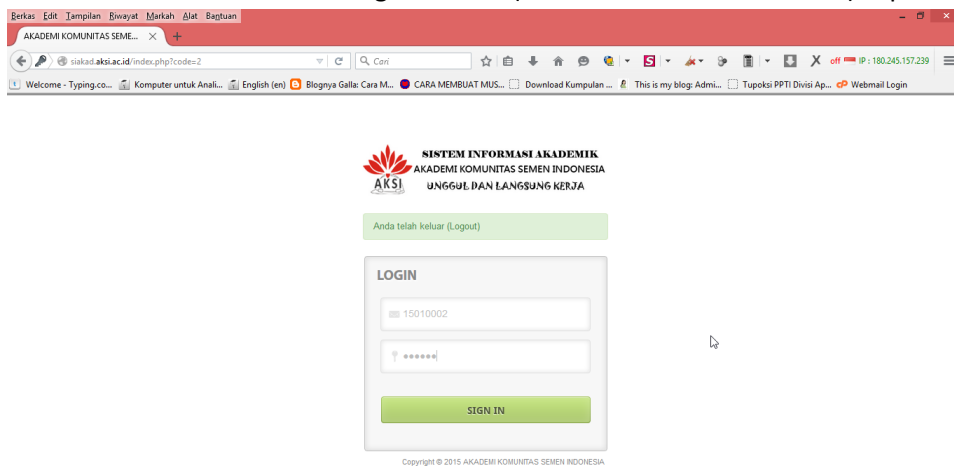 Berkas Edit Tampilan Riwayat Markah Alat Bantuan
AKADEMI KOMUNITAS SEME...
siakad.aksi.ac.id/index.php?code=2
Cari
off IP : 180.245.157.239
Welcome - Typing.co... Komputer untuk Anali... English (en) Blognya Galla: Cara M... CARA MEMBUAT MUS... Download Kumpulan ... This is my blog: Admi... Tupoksi PPTI Divisi Ap... Webmail Login
SISTEM INFORMASI AKADEMIK
AKADEMI KOMUNITAS SEMEN INDONESIA
AKSI UNGGUL DAN LANGSUNG KERJA
Anda telah keluar (Logout)
LOGIN
15010002
••••••
SIGN IN
Copyright © 2015 AKADEMI KOMUNITAS SEMEN INDONESIA